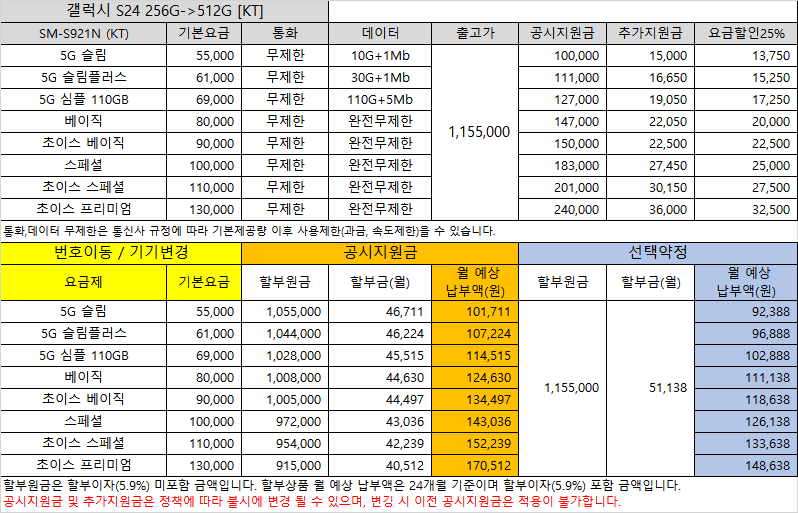 갤럭시 S24 256G->512G [KT]
SM-S921N (KT) 기본요금 통화 데이터 출고가 공시지원금 추가지원금 요금할인25%
5G 슬림 55,000 무제한 10G+1Mb 100,000 15,000 13,750
5G 슬림플러스 61,000 무제한 30G+1Mb 111,000 16,650 15,250
5G 심플 110GB 69,000 무제한 110G+5Mb 127,000 19,050 17,250
베이직 80,000 무제한 완전무제한 147,000 22,050 20,000
1,155,000
초이스 베이직 90,000 무제한 완전무제한 150,000 22,500 22,500
스페셜 100,000 무제한 완전무제한 183,000 27,450 25,000
초이스 스페셜 110,000 무제한 완전무제한 201,000 30,150 27,500
초이스 프리미엄 130,000 무제한 완전무제한 240,000 36,000 32,500
통화,데이터 무제한은 통신사 규정에 따라 기본제공량 이후 사용제한(과금, 속도제한)을 수 있습니다.
번호이동 / 기기변경 공시지원금 선택약정
요금제 기본요금 할부원금 할부금(월) 월 예상 납부액(원) 할부원금 할부금(월) 월 예상 납부액(원)
5G 슬림 55,000 1,055,000 46,711 101,711 92,388
5G 슬림플러스 61,000 1,044,000 46,224 107,224 96,888
5G 심플 110GB 69,000 1,028,000 45,515 114,515 102,888
베이직 80,000 1,008,000 44,630 124,630 111,138
1,155,000 51,138
초이스 베이직 90,000 1,005,000 44,497 134,497 118,638
스페셜 100,000 972,000 43,036 143,036 126,138
초이스 스페셜 110,000 954,000 42,239 152,239 133,638
초이스 프리미엄 130,000 915,000 40,512 170,512 148,638
할부원금은 할부이자(5.9%) 미포함 금액입니다. 할부상품 월 예상 납부액은 24개월 기준이며 할부이자(5.9%) 포함 금액입니다.
공시지원금 및 추가지원금은 정책에 따라 불시에 변경 될 수 있으며, 변경 시 이전 공시지원금은 적용이 불가합니다.